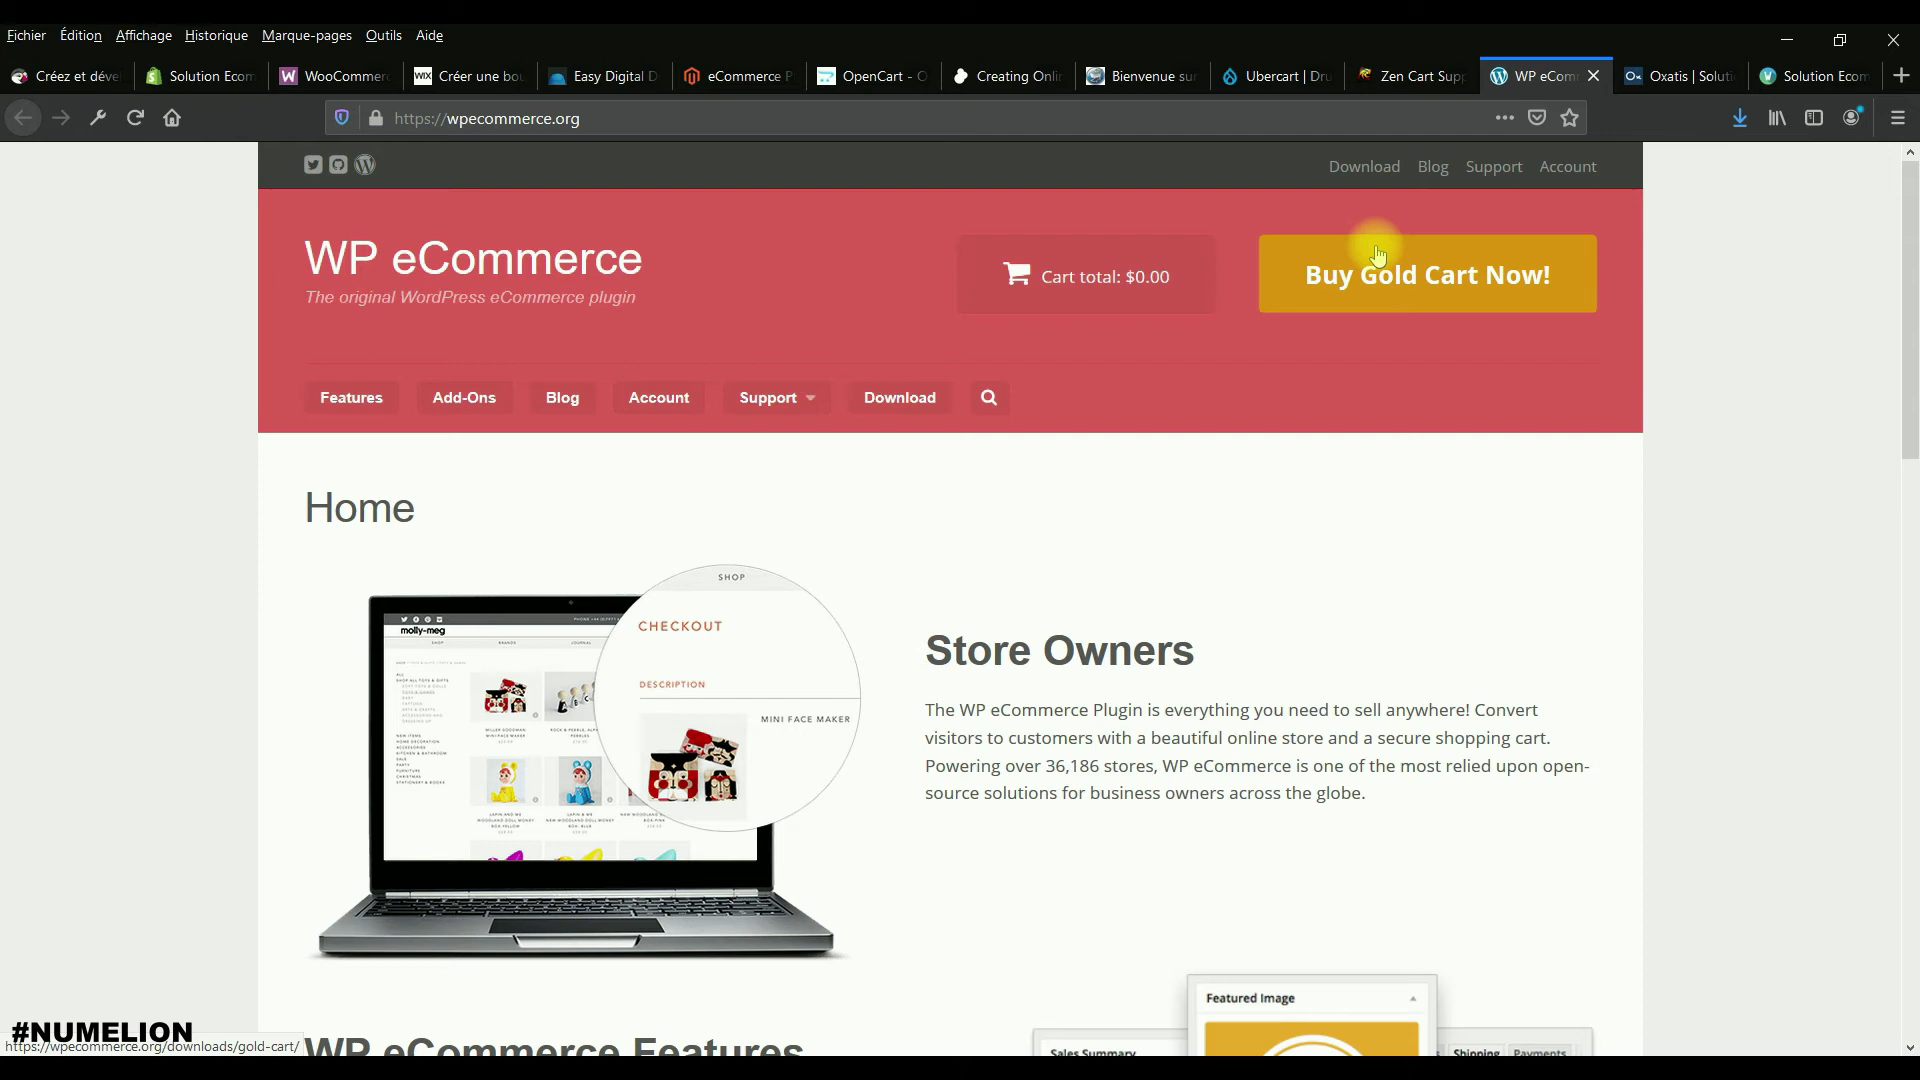 Fichier Édition Affichage Historique Marque-pages Outils Aide
Créez et déve Solution Ecom WooCommer WIX Créer une bou Easy Digital D eCommerce P OpenCart - O Creating Onli Bienvenue su Ubercart | Dru Zen Cart Supp WP eCom Oxatis | Soluti Solution Ecom
https://wpecommerce.org
Download Blog Support Account
WP eCommerce
The original WordPress eCommerce plugin
Cart total: $0.00
Buy Gold Cart Now!
Features Add-Ons Blog Account Support Download
Home
SHOP
CHECKOUT
DESCRIPTION
MINI FACE MAKER
molly-meg
Store Owners
The WP eCommerce Plugin is everything you need to sell anywhere! Convert
visitors to customers with a beautiful online store and a secure shopping cart.
Powering over 36,186 stores, WP eCommerce is one of the most relied upon open-
source solutions for business owners across the globe.
WP eCommerce Features
Featured Image
Sales Summary
Shipping Payments
#NUMELION
https://wpecommerce.org/downloads/gold-cart/